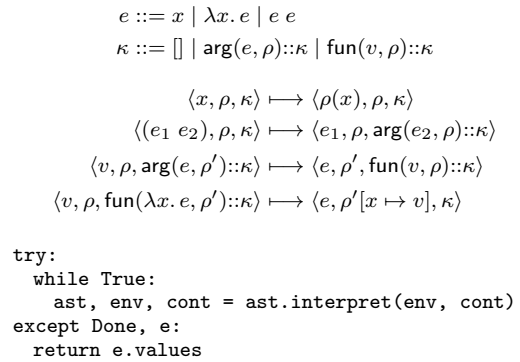 e ::= x | λx. e | e e
κ ::= [] | arg(e, ρ)::κ | fun(v, ρ)::κ
⟨x, ρ, κ⟩ ⟼ ⟨ρ(x), ρ, κ⟩
⟨(e₁ e₂), ρ, κ⟩ ⟼ ⟨e₁, ρ, arg(e₂, ρ)::κ⟩
⟨v, ρ, arg(e, ρ′)::κ⟩ ⟼ ⟨e, ρ′, fun(v, ρ)::κ⟩
⟨v, ρ, fun(λx. e, ρ′)::κ⟩ ⟼ ⟨e, ρ′[x ↦ v], κ⟩
try:
  while True:
    ast, env, cont = ast.interpret(env, cont)
except Done, e:
  return e.values